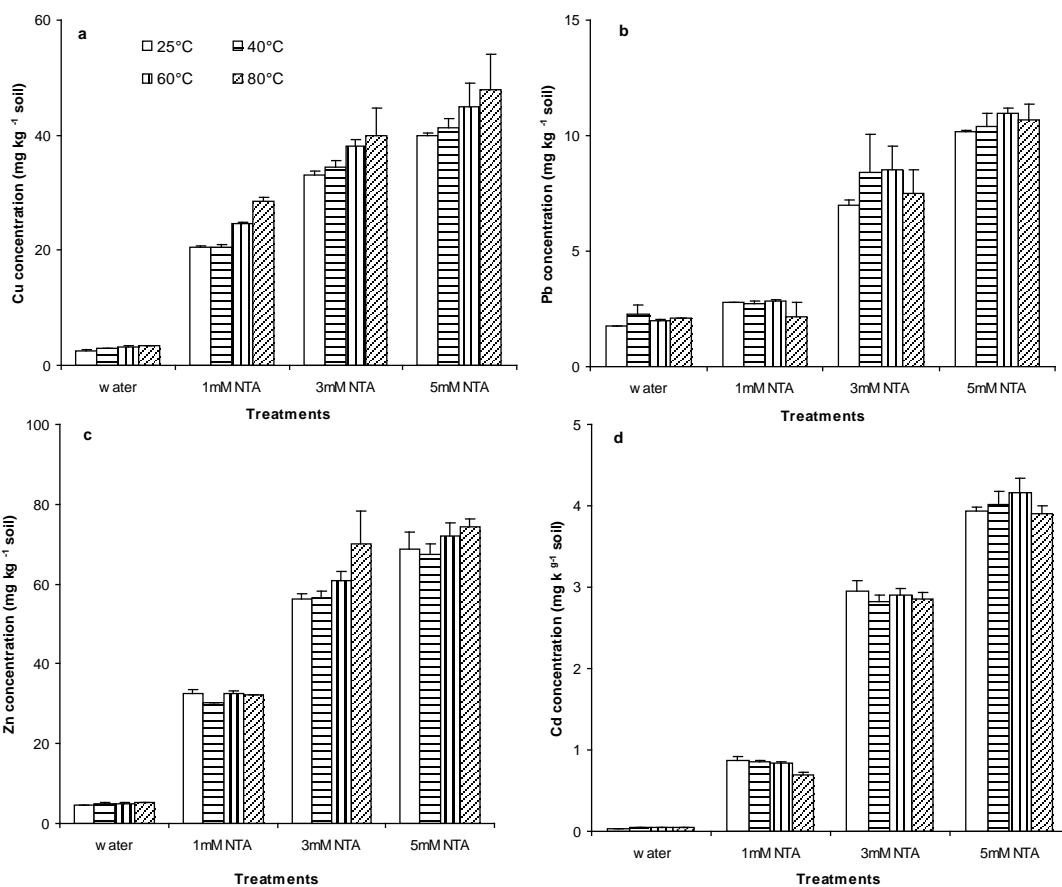 a
25°C 40°C
60°C 80°C
Cu concentration (mg kg -1 soil)
60
40
20
0
water 1mM NTA 3mM NTA 5mM NTA
Treatments
b
Pb concentration (mg kg -1 soil)
15
10
5
0
water 1mM NTA 3mM NTA 5mM NTA
Treatments
c
Zn concentration (mg kg -1 soil)
100
80
60
40
20
0
water 1mM NTA 3mM NTA 5mM NTA
Treatments
d
Cd concentration (mg k g-1 soil)
5
4
3
2
1
0
water 1mM NTA 3mM NTA 5mM NTA
Treatments